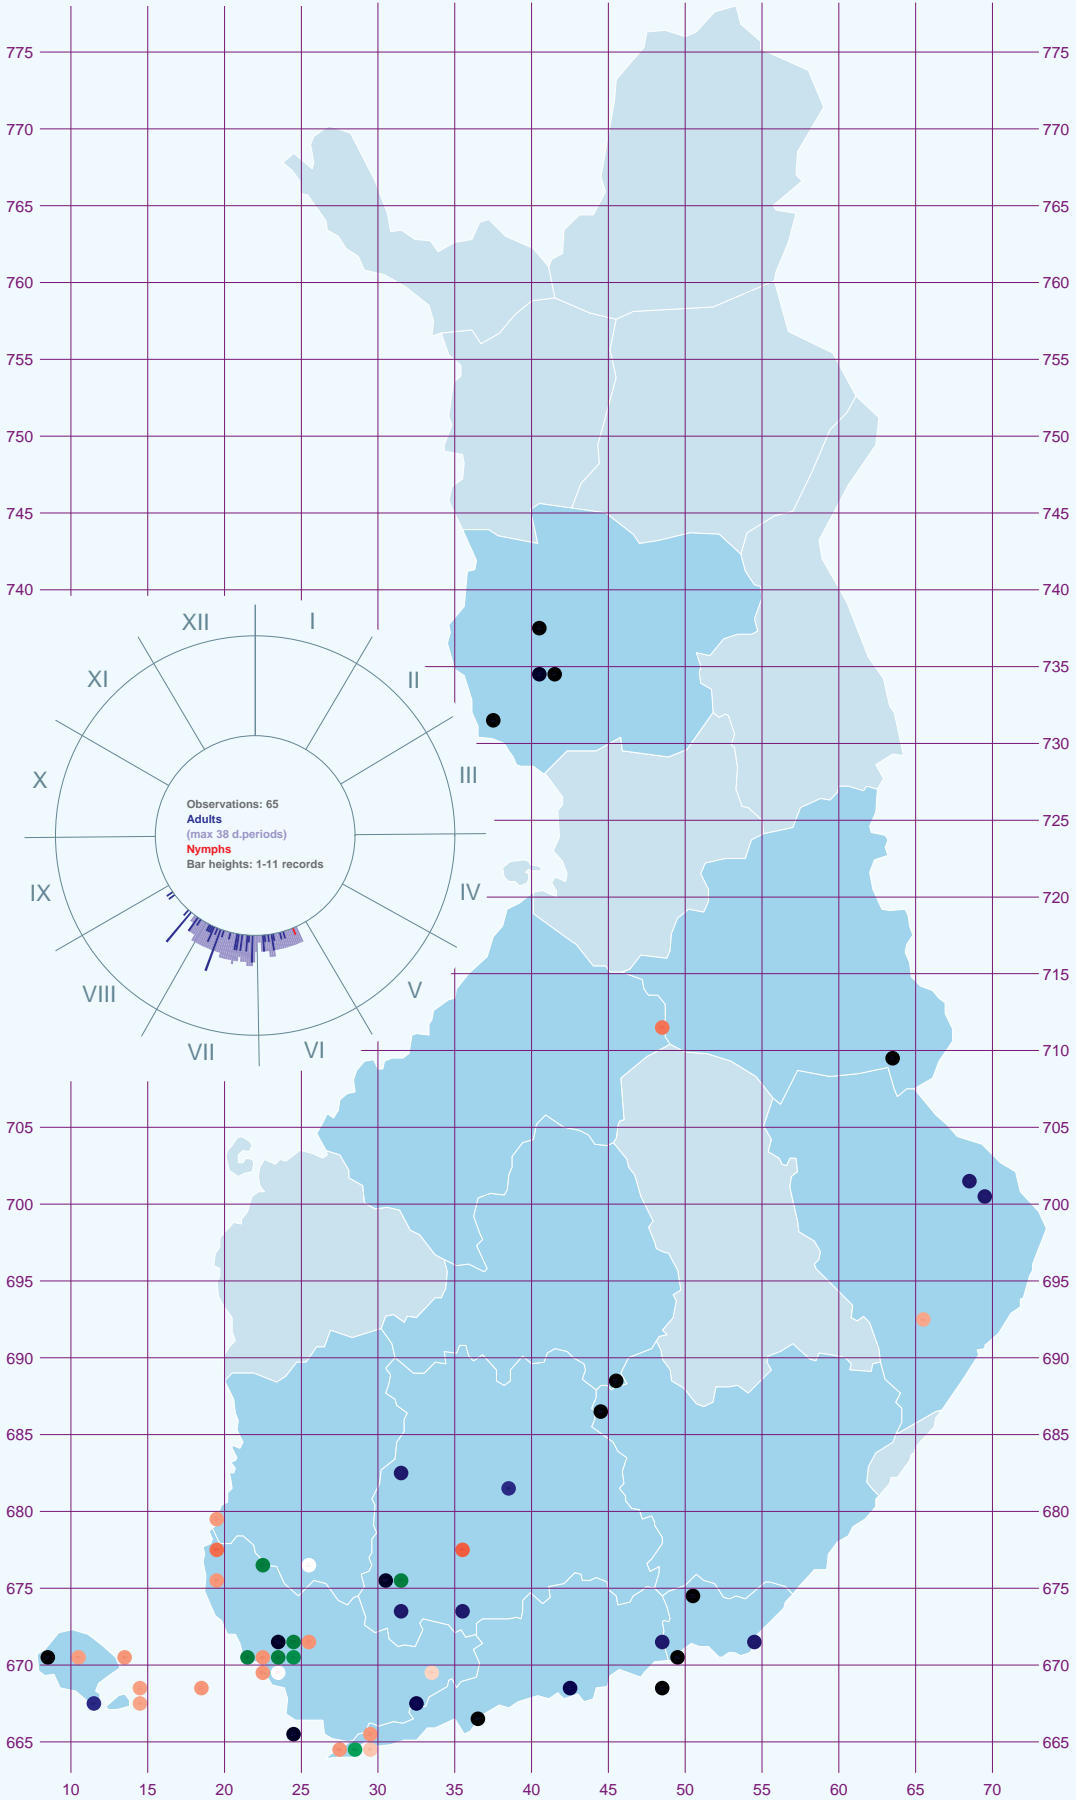 775 775
770 770
765 765
760 760
755 755
750 750
745 745
740 740
XII I
XI II
735
730
X III
Observations: 65
Adults
(max 38 d.periods)
Nymphs
Bar heights: 1-11 records
725
IX IV
720
VIII V
715
VII VI
710
705 705
700 700
695 695
690 690
685 685
680 680
675 675
670 670
665 665
10 15 20 25 30 35 40 45 50 55 60 65 70